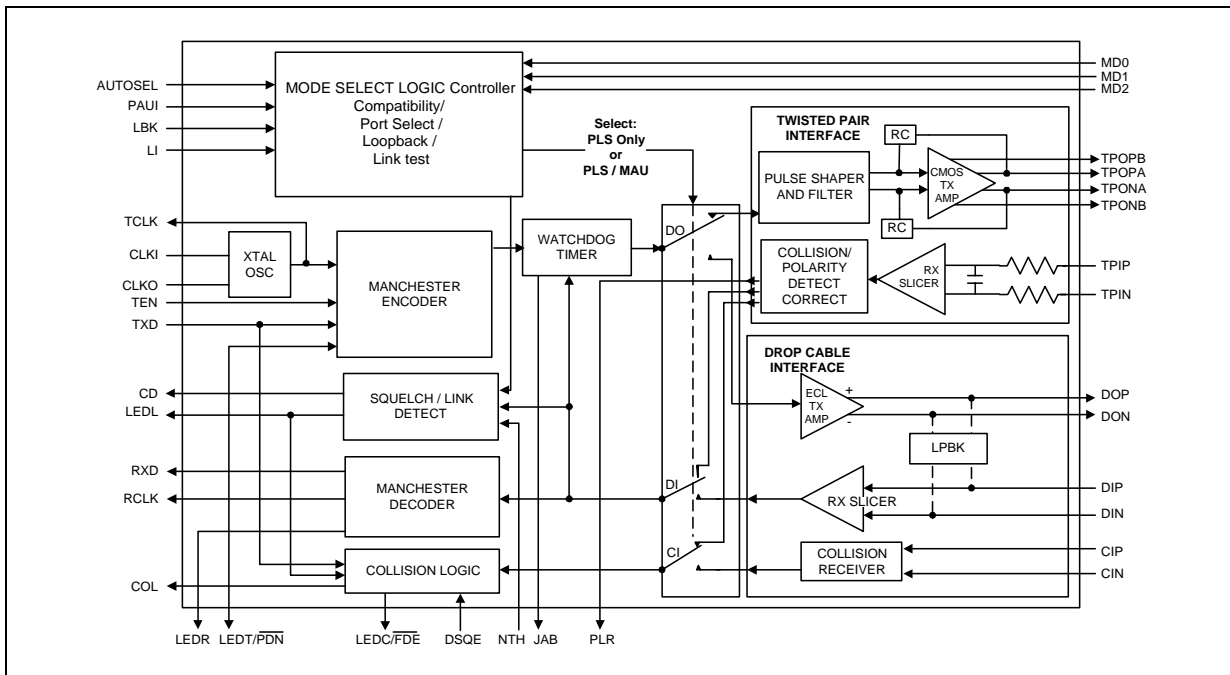 AUTOSEL
PAUI
LBK
LI
MODE SELECT LOGIC Controller
Compatibility/
Port Select /
Loopback /
Link test
MD0
MD1
MD2
Select:
PLS Only
or
PLS / MAU
TWISTED PAIR
INTERFACE
RC
PULSE SHAPER
AND FILTER
CMOS
TX
AMP
RC
TPOPB
TPOPA
TPONA
TPONB
TCLK
CLKI
CLKO
TEN
TXD
XTAL
OSC
MANCHESTER
ENCODER
WATCHDOG
TIMER
DO
COLLISION/
POLARITY
DETECT
CORRECT
RX
SLICER
TPIP
TPIN
CD
LEDL
SQUELCH / LINK
DETECT
DROP CABLE
INTERFACE
ECL
TX
AMP
+
-
LPBK
DOP
DON
RXD
RCLK
MANCHESTER
DECODER
DI
RX SLICER
DIP
DIN
COL
COLLISION LOGIC
CI
COLLISION
RECEIVER
CIP
CIN
LEDR
LEDT/PDN
LEDC/FDE
DSQE
NTH
JAB
PLR